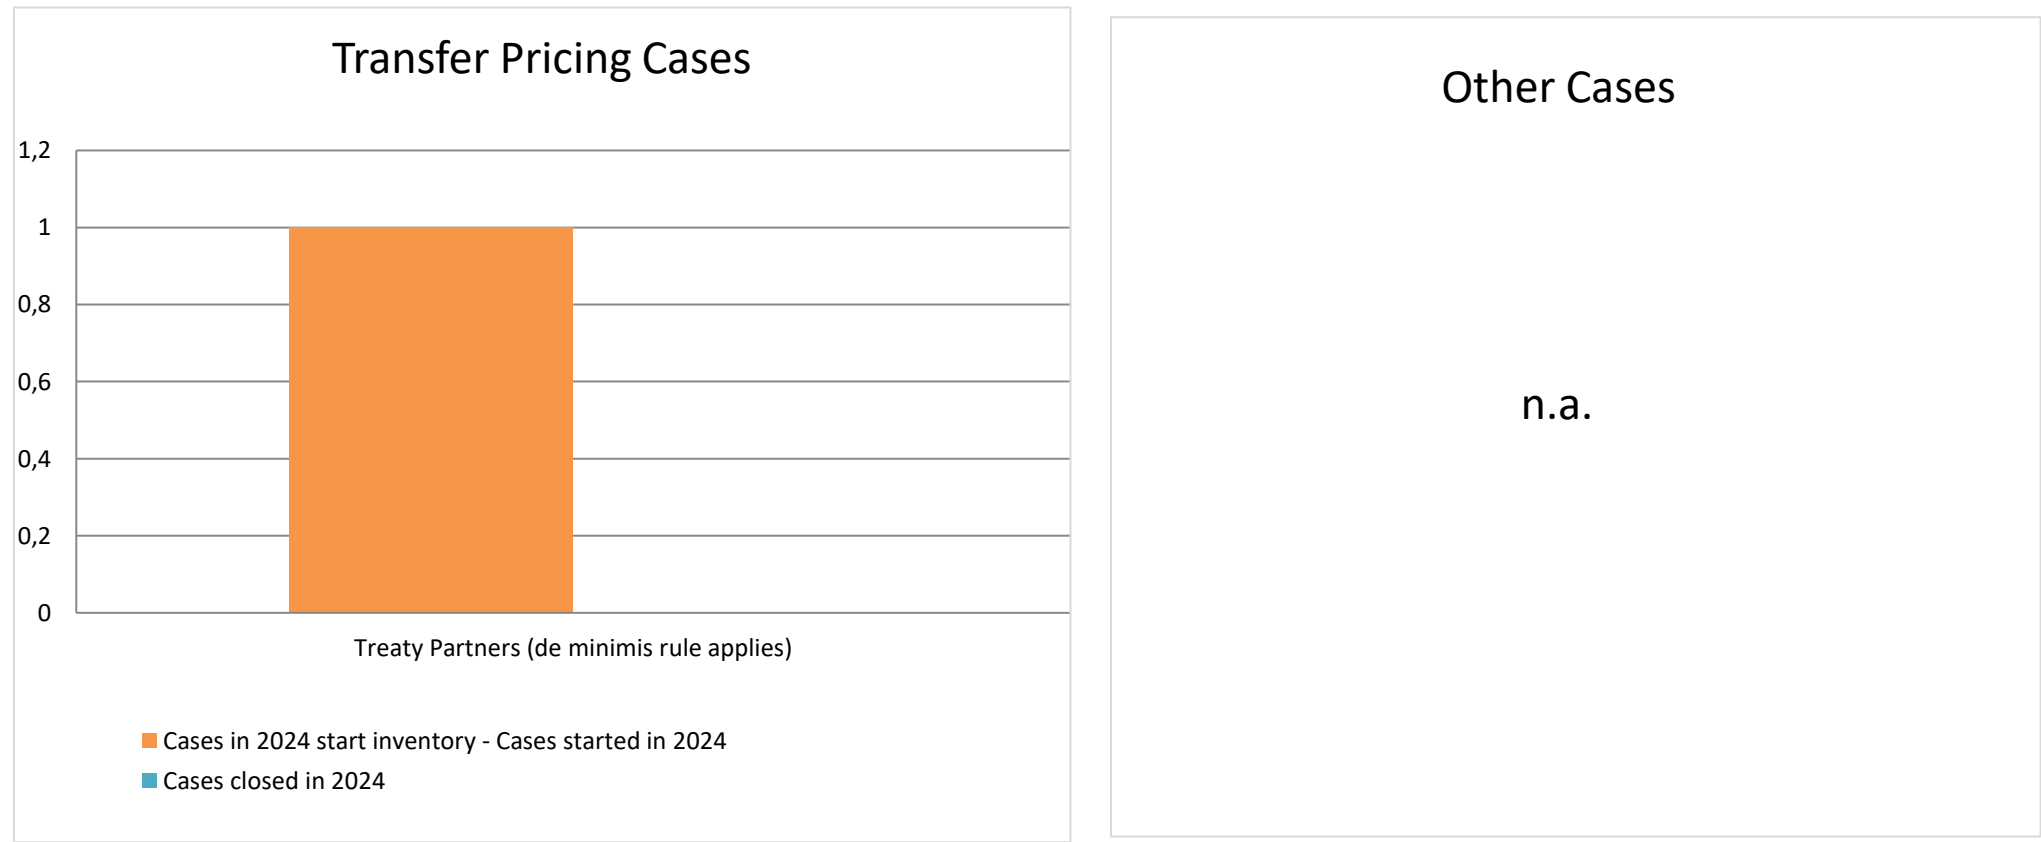 Transfer Pricing Cases
1,2
1
0,8
0,6
0,4
0,2
0
Treaty Partners (de minimis rule applies)
Cases in 2024 start inventory - Cases started in 2024
Cases closed in 2024
Other Cases
n.a.